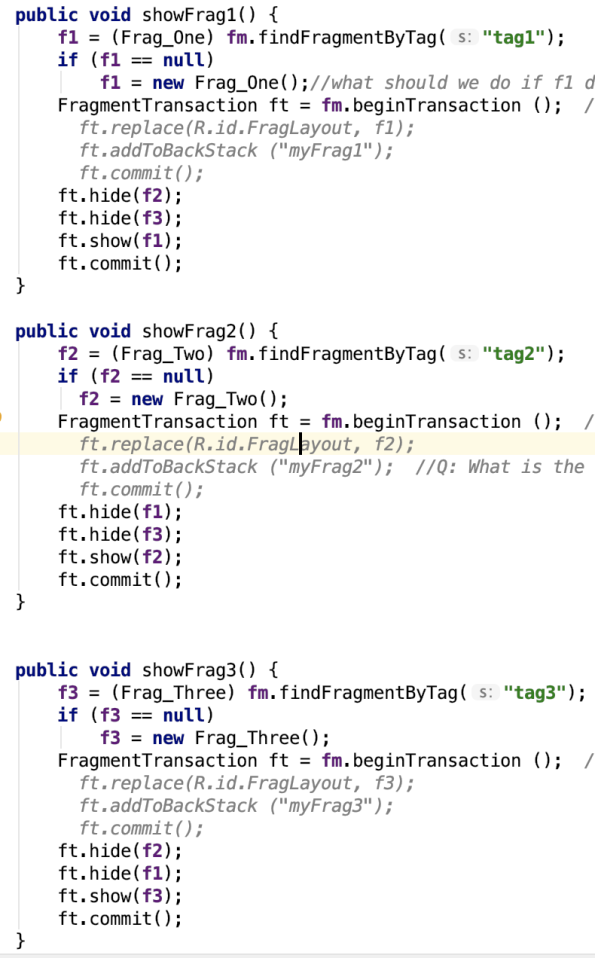 public void showFrag1() {
f1 = (Frag_One) fm.findFragmentByTag( s: "tag1");
if (f1 == null)
f1 = new Frag_One();//what should we do if f1 d
FragmentTransaction ft = fm.beginTransaction (); /
ft.replace(R.id.FragLayout, f1);
ft.addToBackStack ("myFrag1");
ft.commit();
ft.hide(f2);
ft.hide(f3);
ft.show(f1);
ft.commit();
}
public void showFrag2() {
f2 = (Frag_Two) fm.findFragmentByTag( s: "tag2");
if (f2 == null)
f2 = new Frag_Two();
FragmentTransaction ft = fm.beginTransaction (); /
ft.replace(R.id.FragLayout, f2);
ft.addToBackStack ("myFrag2"); //Q: What is the
ft.commit();
ft.hide(f1);
ft.hide(f3);
ft.show(f2);
ft.commit();
}
public void showFrag3() {
f3 = (Frag_Three) fm.findFragmentByTag( s: "tag3");
if (f3 == null)
f3 = new Frag_Three();
FragmentTransaction ft = fm.beginTransaction (); /
ft.replace(R.id.FragLayout, f3);
ft.addToBackStack ("myFrag3");
ft.commit();
ft.hide(f2);
ft.hide(f1);
ft.show(f3);
ft.commit();
}